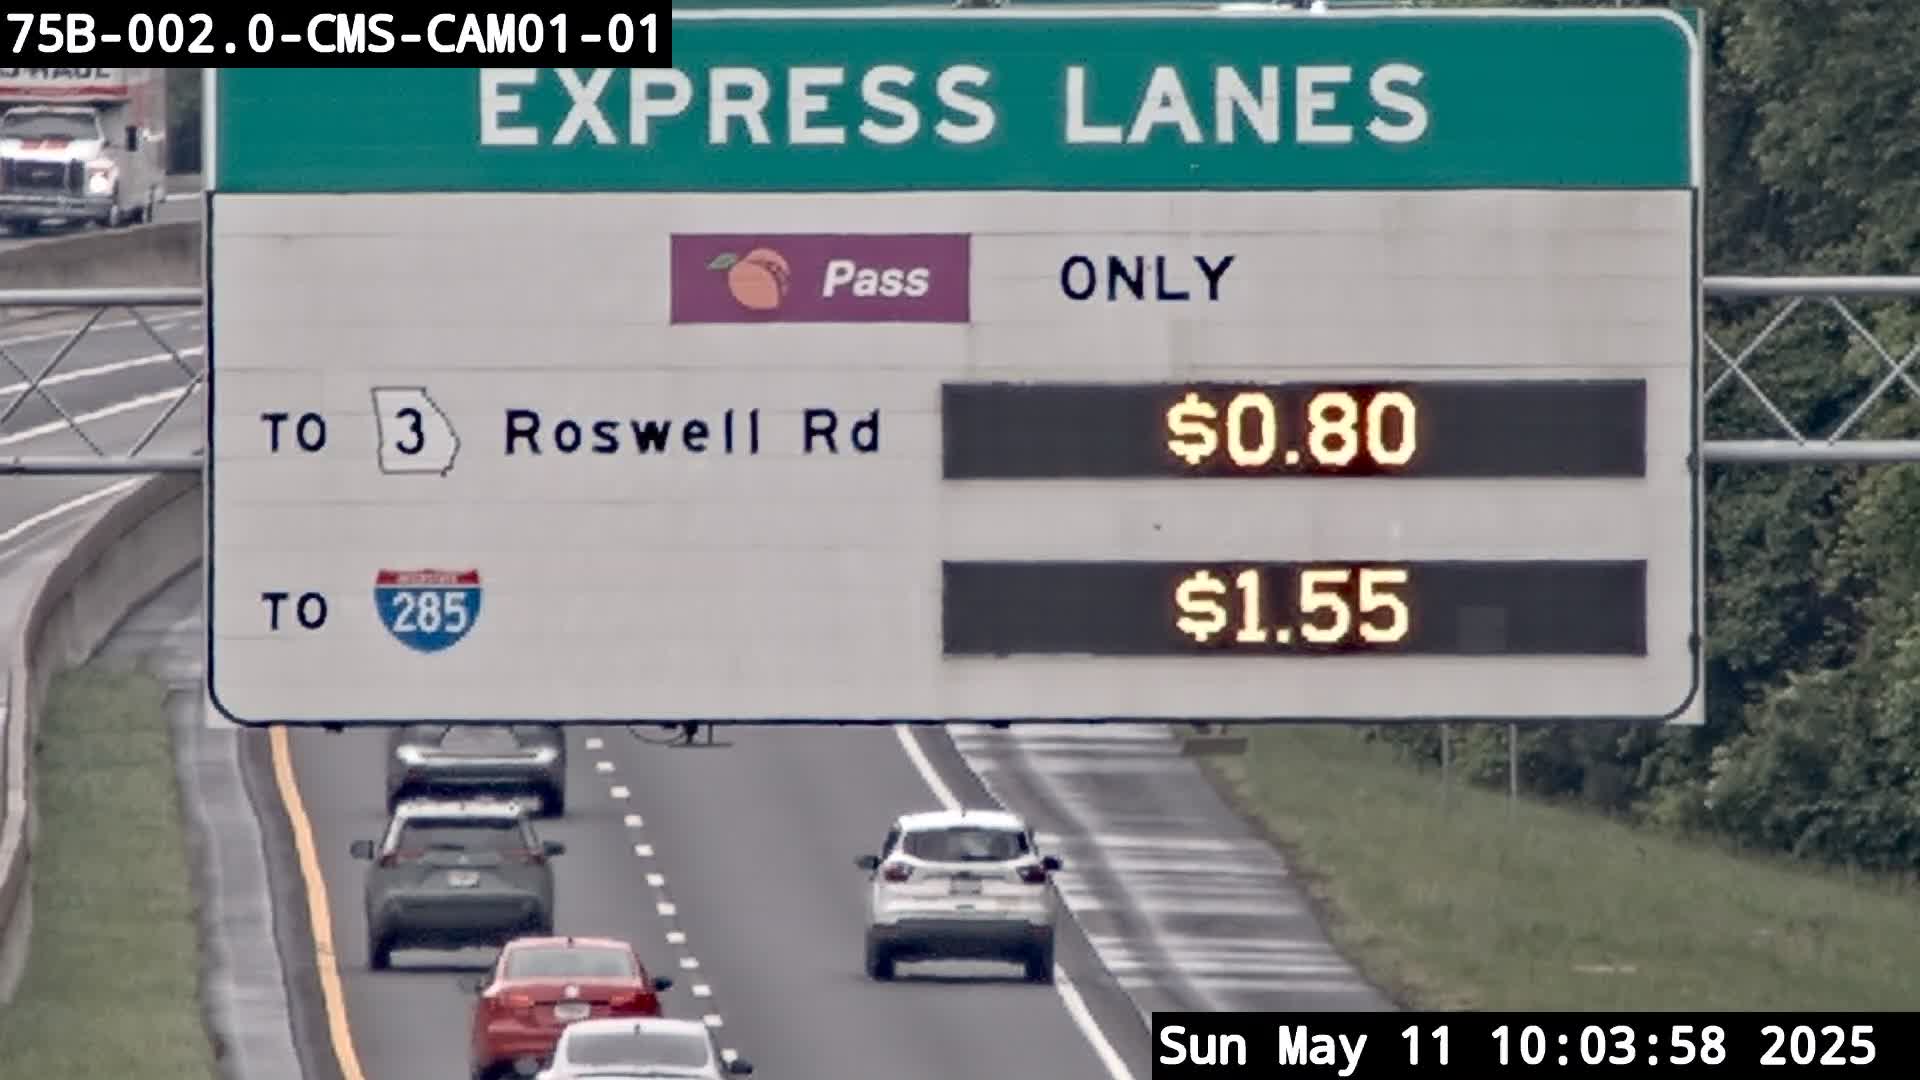 75B-002.0-CMS-CAM01-01
EXPRESS LANES
Pass ONLY
TO 3 Roswell Rd $0.80
TO 285 $1.55
Sun May 11 10:03:58 2025